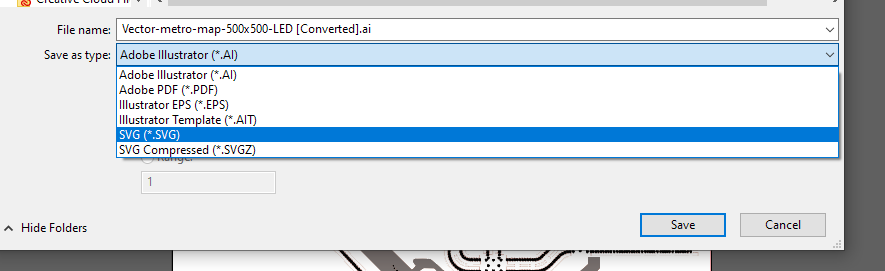 Creative Cloud Fil
File name:
Vector-metro-map-500x500-LED [Converted].ai
Save as type:
Adobe Illustrator (*.AI)
Adobe Illustrator (*.AI)
Adobe PDF (*.PDF)
Illustrator EPS (*.EPS)
Illustrator Template (*.AIT)
SVG (*.SVG)
SVG Compressed (*.SVGZ)
Range:
1
Hide Folders
Save
Cancel